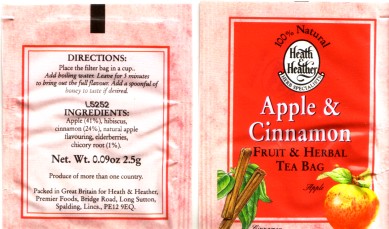 DIRECTIONS:
Place the filter bag in a cup.
Add boiling water. Leave for 3 minutes
to bring out the full flavour. Add a spoonful of
honey to taste if desired.
L5252
INGREDIENTS:
Apple (41%), hibiscus,
cinnamon (24%), natural apple
flavouring, elderberries,
chicory root (1%).
Net. Wt. 0.09oz 2.5g
Produce of more than one country.
Packed in Great Britain for Heath & Heather,
Premier Foods, Bridge Road, Long Sutton,
Spalding, Lincs., PE12 9EQ.
100% Natural
Heath
&
Heather
HERB SPECIALISTS
Apple &
Cinnamon
FRUIT & HERBAL
TEA BAG
Apple